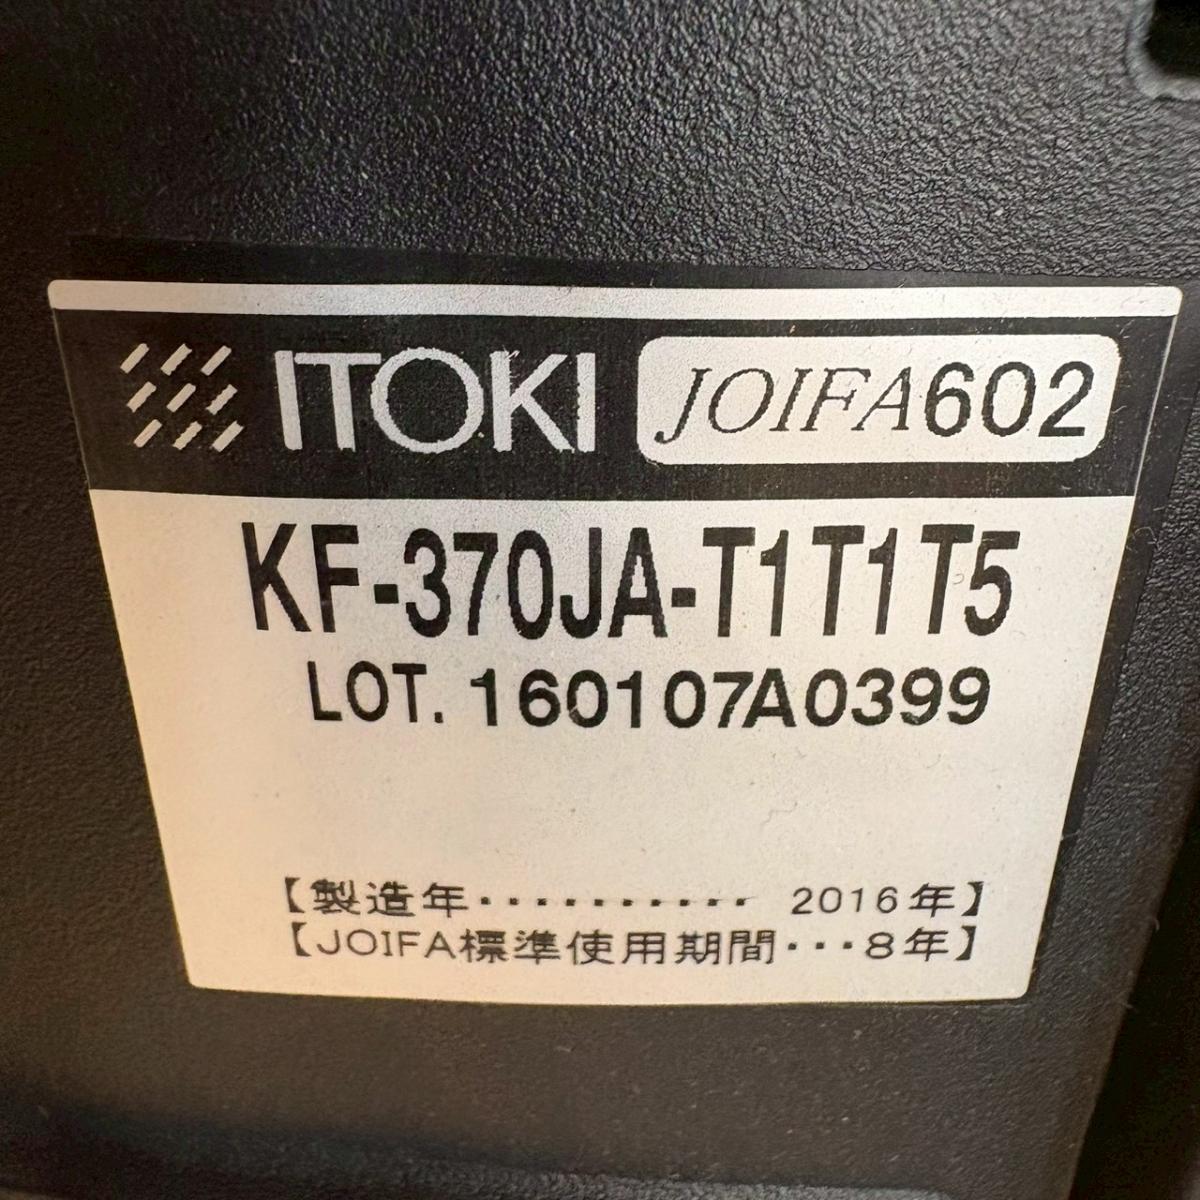 ITOKI JOIFA602
KF-370JA-T1T1T5
LOT. 160107A0399
【製造年・・・・・・・・・・・ 2016年】
【JOIFA標準使用期間・・・8年】